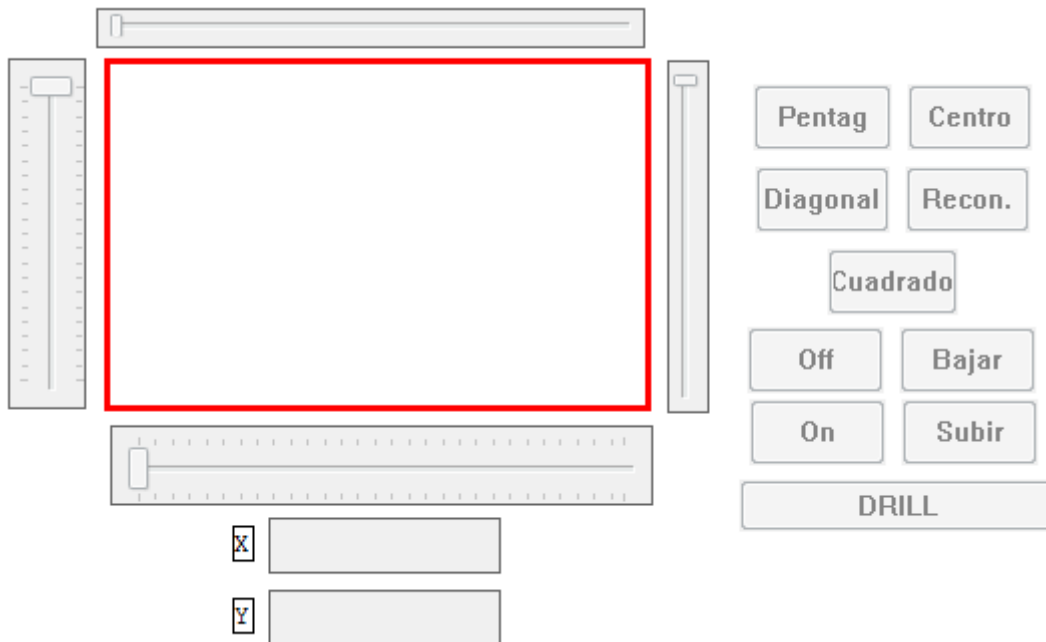 Pentag Centro
Diagonal Recon.
Cuadrado
Off Bajar
On Subir
DRILL
X
Y